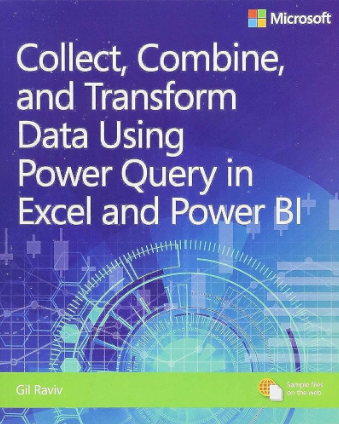 Microsoft
Collect, Combine,
and Transform
Data Using
Power Query in
Excel and Power BI
Gil Raviv
Sample files
on the web